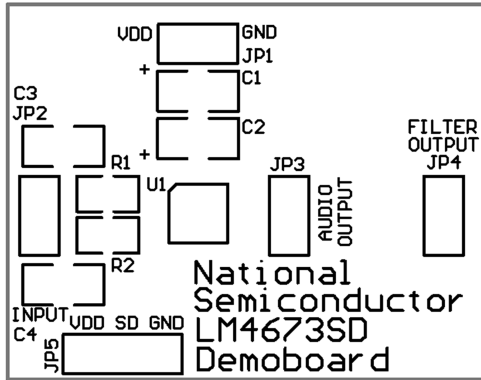 VDD GND
+ JP1
C1
C2
+
C3
JP2
R1
U1
JP3
AUDIO
OUTPUT
FILTER
OUTPUT
JP4
R2
INPUT
C4
VDD SD GND
JP5
National
Semiconductor
LM4673SD
Demoboard